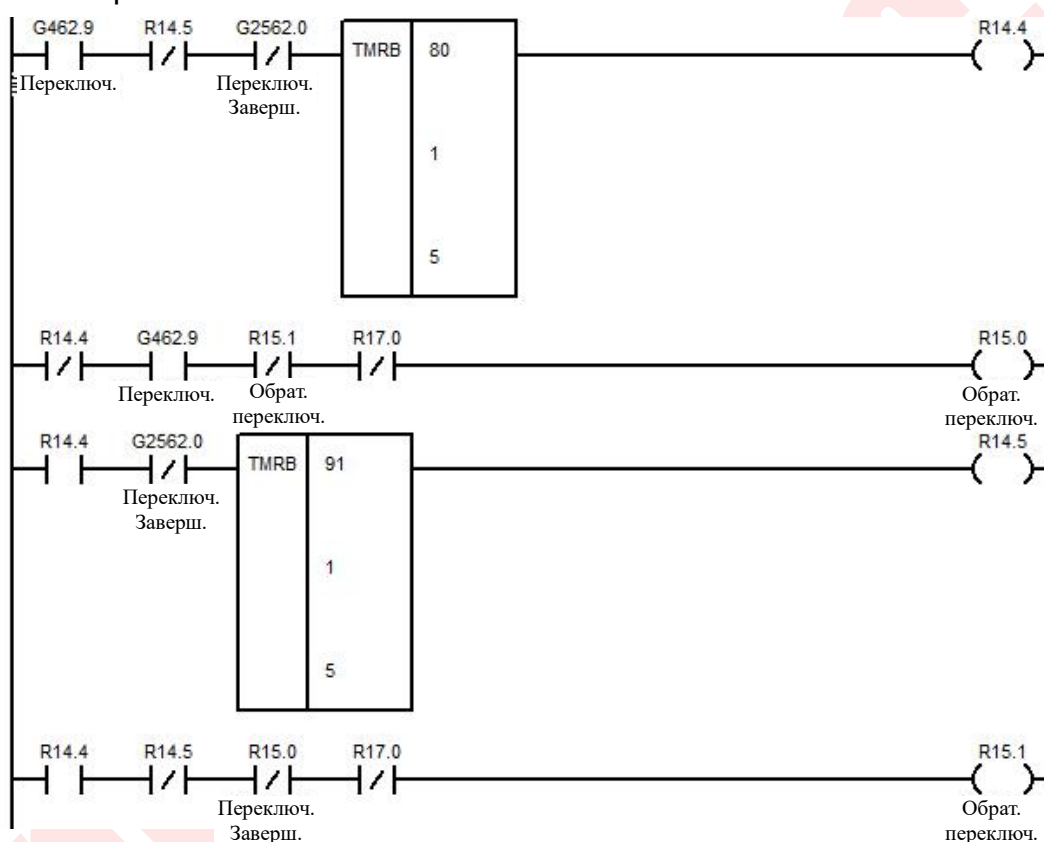 G462.9 R14.5 G2562.0 R14.4
TMRB 80
Переключ. Переключ.
Заверш.
1
5
R14.4 G462.9 R15.1 R17.0 R15.0
Переключ. Обрат. Обрат.
переключ. переключ.
R14.4 G2562.0 R14.5
TMRB 91
Переключ.
Заверш.
1
5
R14.4 R14.5 R15.0 R17.0 R15.1
Переключ. Обрат.
Заверш. переключ.